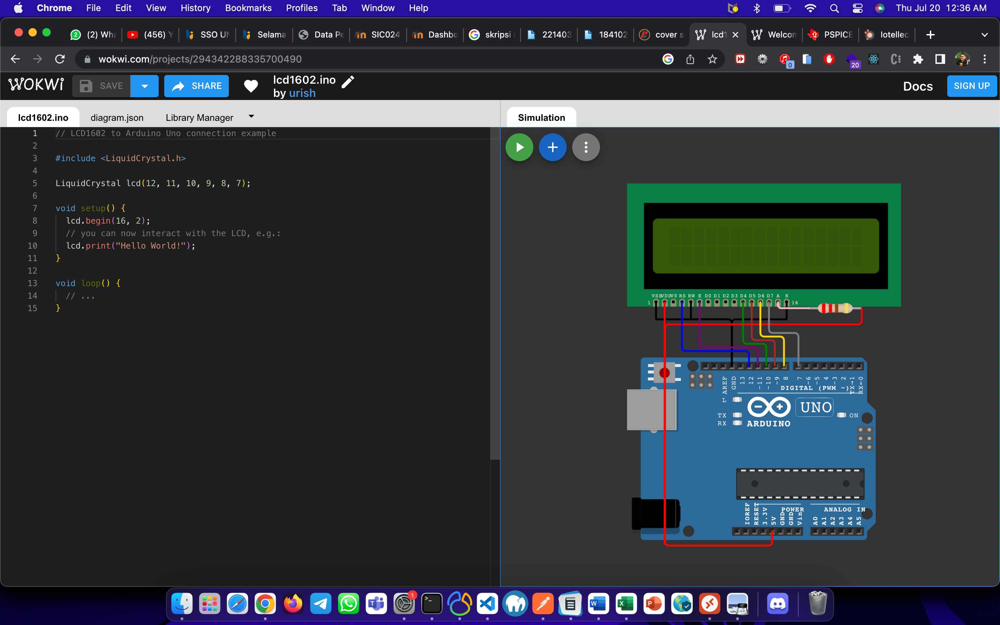 Chrome File Edit View History Bookmarks Profiles Tab Window Help Thu Jul 20 12:36 AM
(2) Wha (456) Y SSO UN Selama Data Pe SIC024 Dashbo skripsi 221403 184102 cover s lcd1 Welcom PSPICE Iotellec
wokwi.com/projects/294342288335700490 0 20
WOKWi SAVE SHARE lcd1602.ino Docs SIGN UP
by urish
lcd1602.ino diagram.json Library Manager Simulation
1 // LCD1602 to Arduino Uno connection example
2
3 #include <LiquidCrystal.h>
4
5 LiquidCrystal lcd(12, 11, 10, 9, 8, 7);
6
7 void setup() {
8 lcd.begin(16, 2);
9 // you can now interact with the LCD, e.g.:
10 lcd.print("Hello World!");
11 }
12
13 void loop() {
14 // ...
15 }
VSS VDD V0 RS RW E D0 D1 D2 D3 D4 D5 D6 D7 A K
1 16
AREF GND 13 12 ~11 ~10 ~9 8 7 ~6 ~5 4 ~3 2 TX→1 RX←0
DIGITAL (PWM ~)
L
UNO
TX ON
RX ARDUINO
POWER ANALOG IN
IOREF RESET 3.3V 5V GND GND Vin A0 A1 A2 A3 A4 A5
1